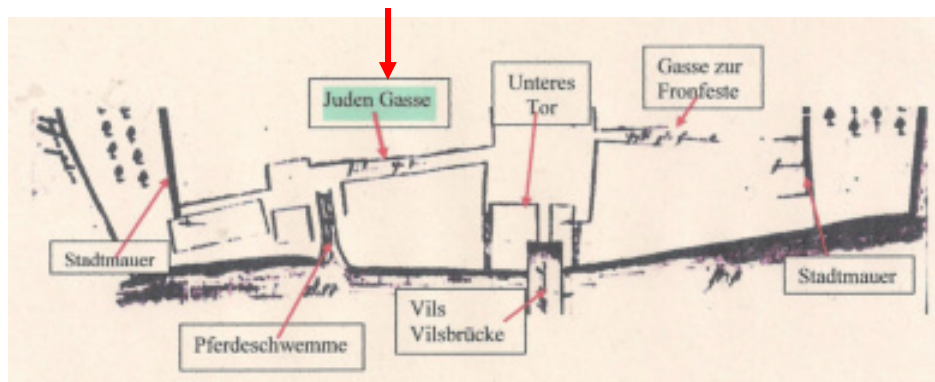 Juden Gasse
Unteres
Tor
Gasse zur
Fronfeste
Stadtmauer
Stadtmauer
Pferdeschwemme
Vils
Vilsbrücke